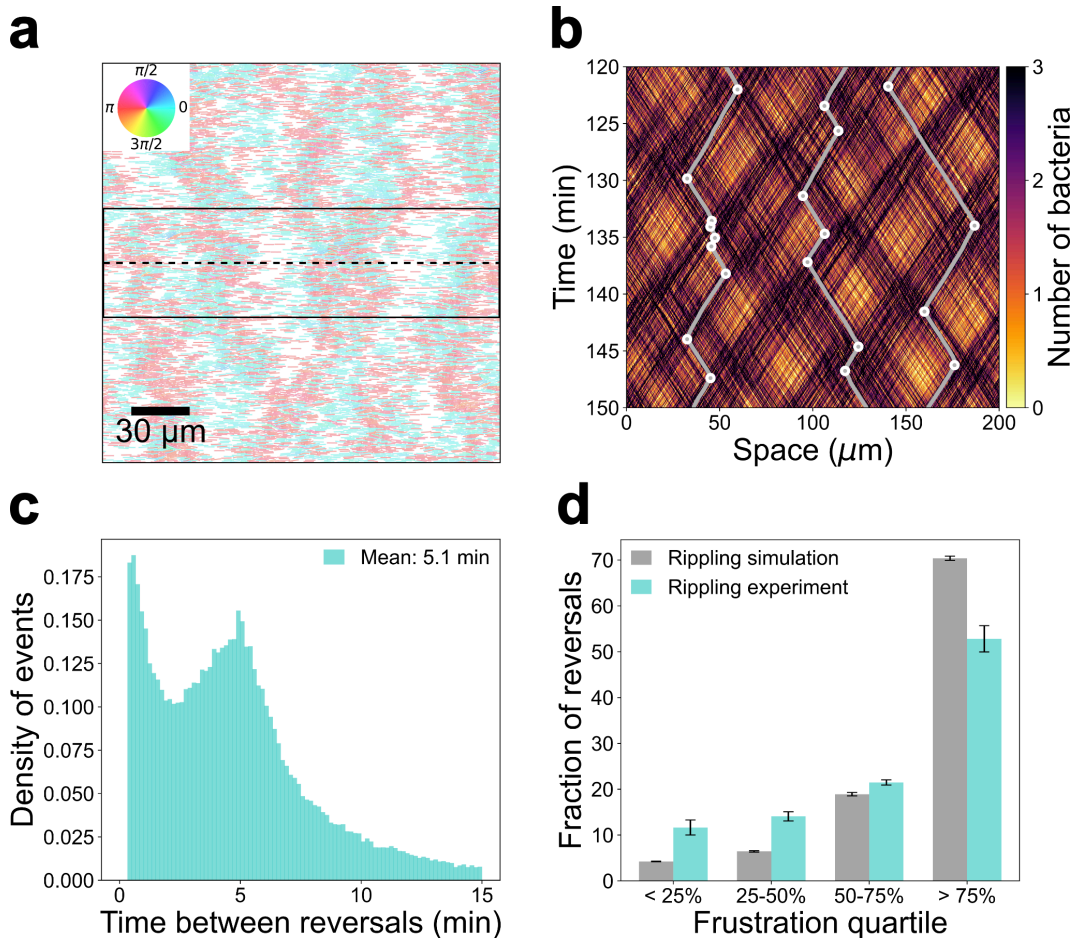 a
π/2
π
0
3π/2
30 µm
b
120
125
130
135
140
145
150
Time (min)
0
50
100
150
200
Space (µm)
3
2
1
0
Number of bacteria
c
Mean: 5.1 min
0.175
0.150
0.125
0.100
0.075
0.050
0.025
0.000
Density of events
0
5
10
15
Time between reversals (min)
d
Rippling simulation
Rippling experiment
70
60
50
40
30
20
10
0
Fraction of reversals
< 25%
25-50%
50-75%
> 75%
Frustration quartile